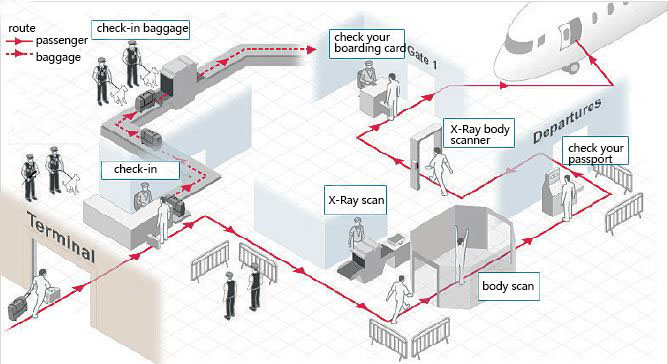 route
passenger
baggage
check-in baggage
check your
boarding card
Gate 1
X-Ray body
scanner
Departures
check your
passport
check-in
X-Ray scan
Terminal
body scan